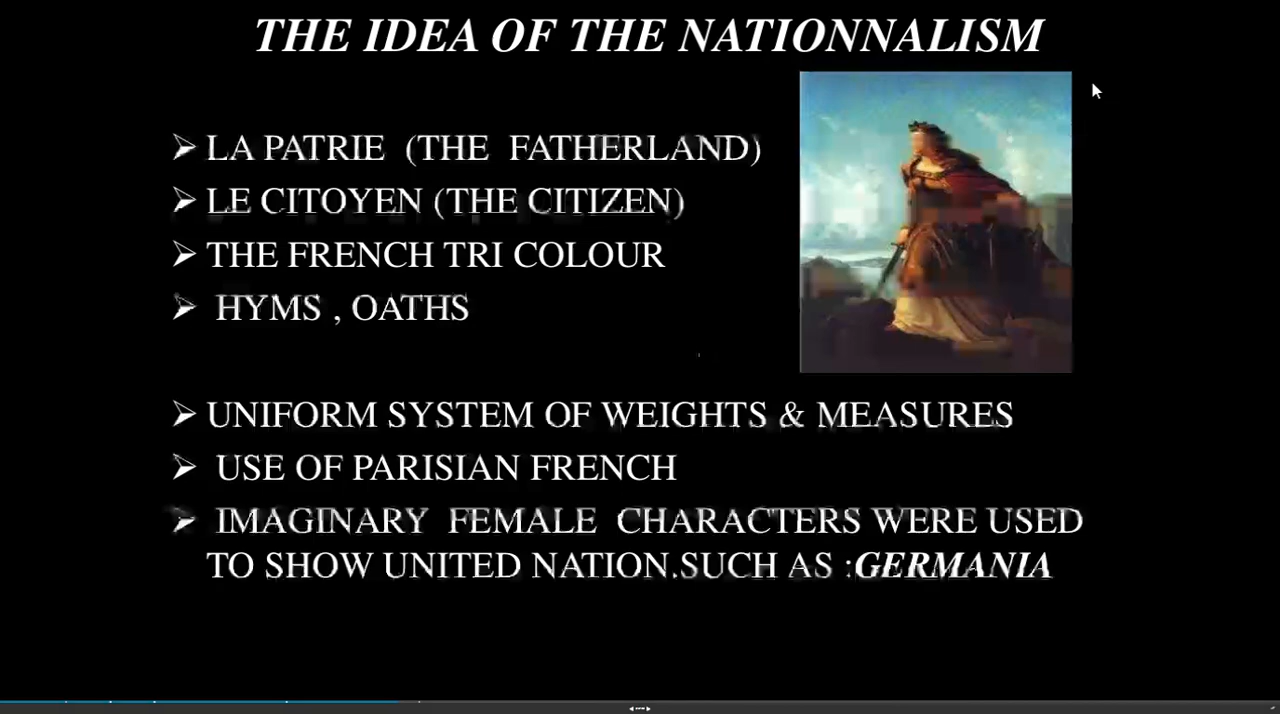 THE IDEA OF THE NATIONNALISM
LA PATRIE (THE FATHERLAND)
LE CITOYEN (THE CITIZEN)
THE FRENCH TRI COLOUR
HYMS , OATHS
UNIFORM SYSTEM OF WEIGHTS & MEASURES
USE OF PARISIAN FRENCH
IMAGINARY FEMALE CHARACTERS WERE USED
TO SHOW UNITED NATION.SUCH AS :GERMANIA